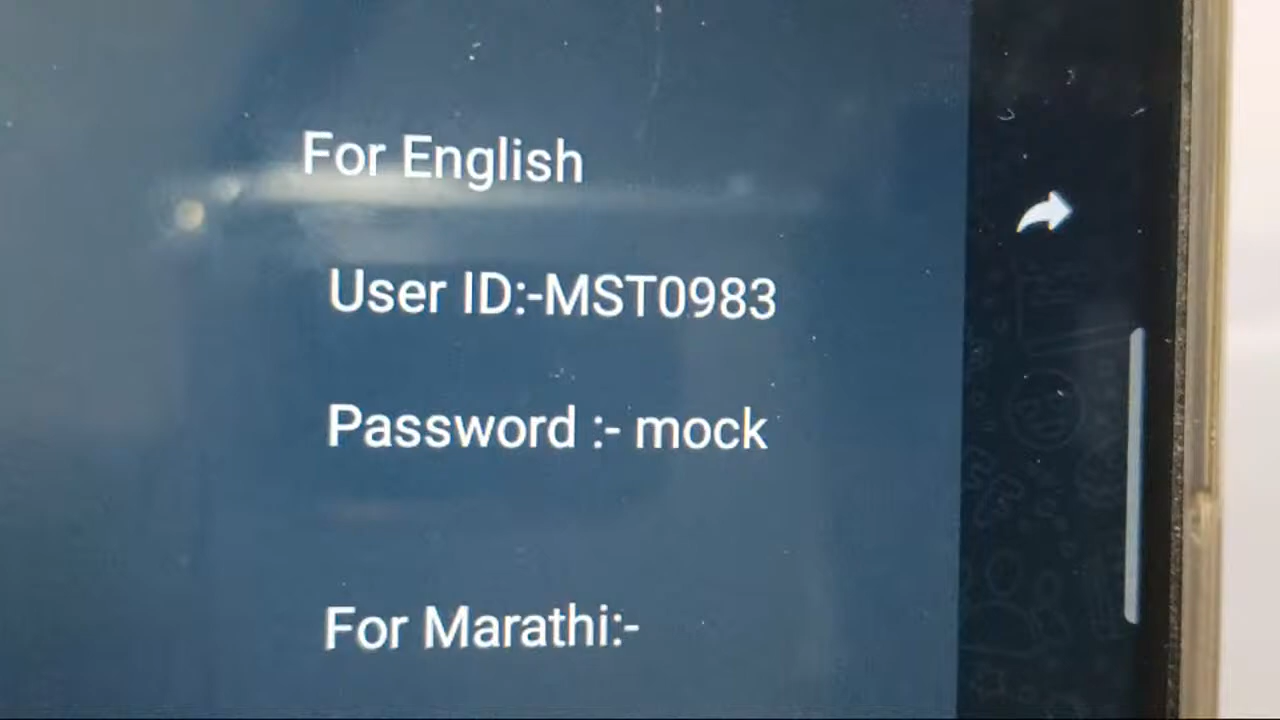 For English
User ID:-MST0983
Password :- mock
For Marathi:-